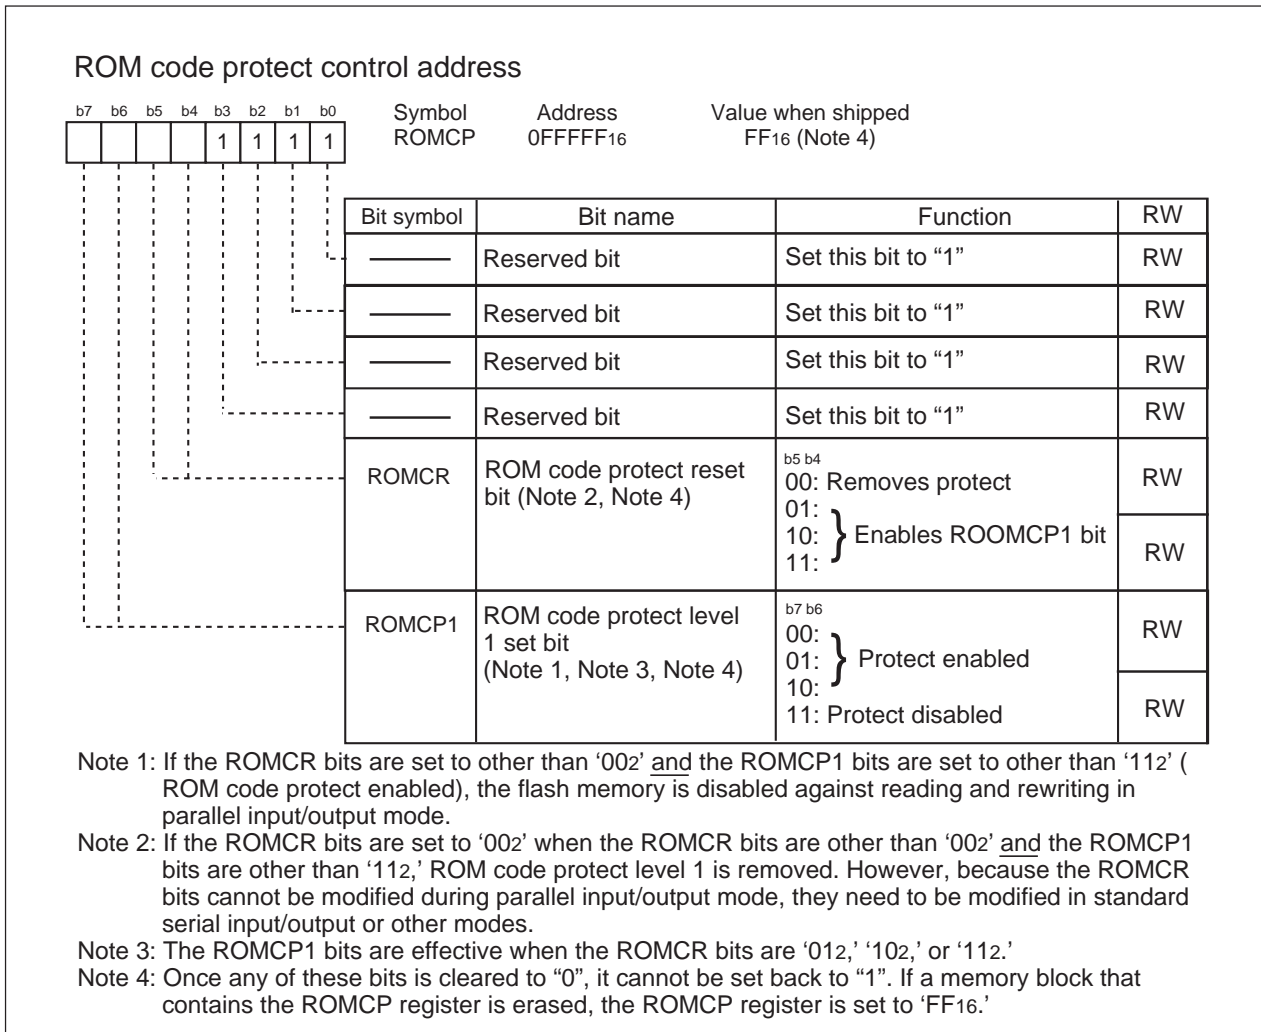 ROM code protect control address
b7 b6 b5 b4 b3 b2 b1 b0
Symbol Address Value when shipped
1 1 1 1
ROMCP 0FFFFF16 FF16 (Note 4)
Bit symbol Bit name Function RW
Reserved bit Set this bit to “1” RW
Reserved bit Set this bit to “1” RW
Reserved bit Set this bit to “1” RW
Reserved bit Set this bit to “1” RW
ROMCR ROM code protect reset
bit (Note 2, Note 4)
b5 b4
00: Removes protect
01:
10:
11:
} Enables ROOMCP1 bit
RW
RW
ROMCP1 ROM code protect level
1 set bit
(Note 1, Note 3, Note 4)
b7 b6
00:
01:
10:
} Protect enabled
11: Protect disabled
RW
RW
Note 1: If the ROMCR bits are set to other than ‘002’ and the ROMCP1 bits are set to other than ‘112’ (
ROM code protect enabled), the flash memory is disabled against reading and rewriting in
parallel input/output mode.
Note 2: If the ROMCR bits are set to ‘002’ when the ROMCR bits are other than ‘002’ and the ROMCP1
bits are other than ‘112,’ ROM code protect level 1 is removed. However, because the ROMCR
bits cannot be modified during parallel input/output mode, they need to be modified in standard
serial input/output or other modes.
Note 3: The ROMCP1 bits are effective when the ROMCR bits are ‘012,’ ‘102,’ or ‘112.’
Note 4: Once any of these bits is cleared to “0”, it cannot be set back to “1”. If a memory block that
contains the ROMCP register is erased, the ROMCP register is set to ‘FF16.’